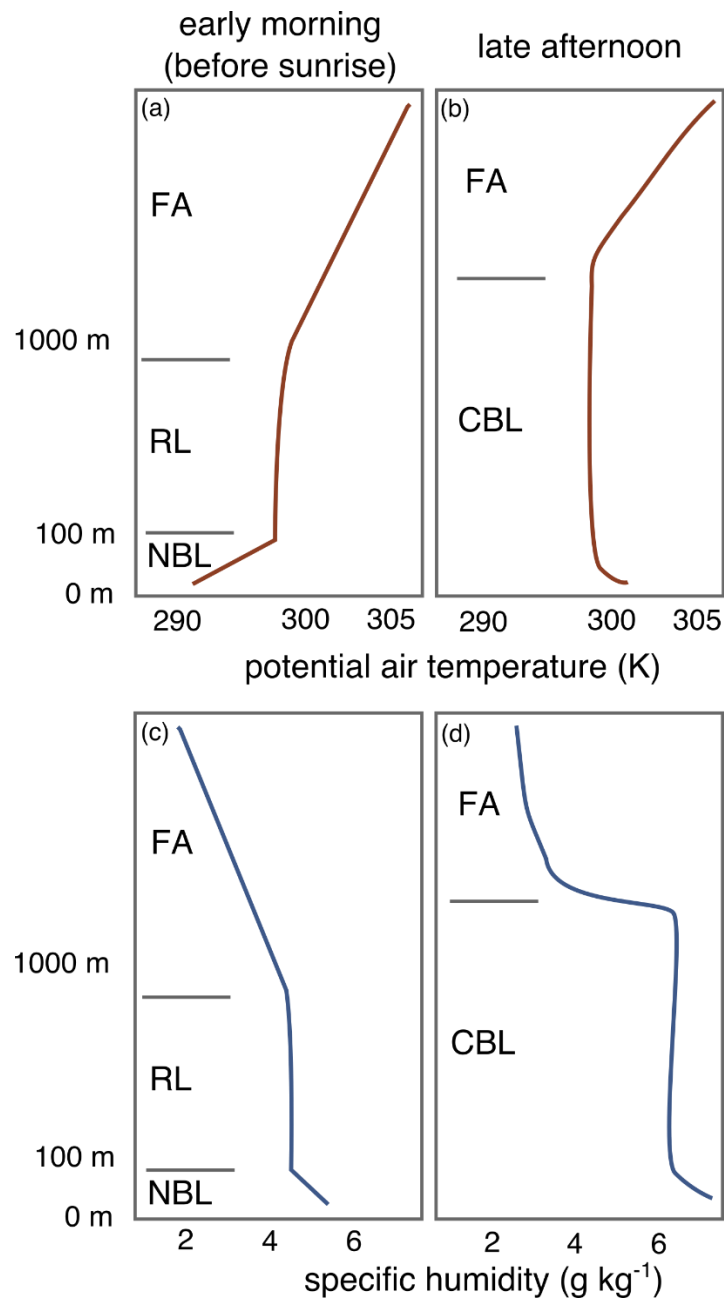 early morning
(before sunrise)
late afternoon
(a)
(b)
FA
FA
1000 m
RL
CBL
100 m
NBL
0 m
290 300 305
290 300 305
potential air temperature (K)
(c)
(d)
FA
FA
1000 m
RL
CBL
100 m
NBL
0 m
2 4 6
2 4 6
specific humidity (g kg⁻¹)